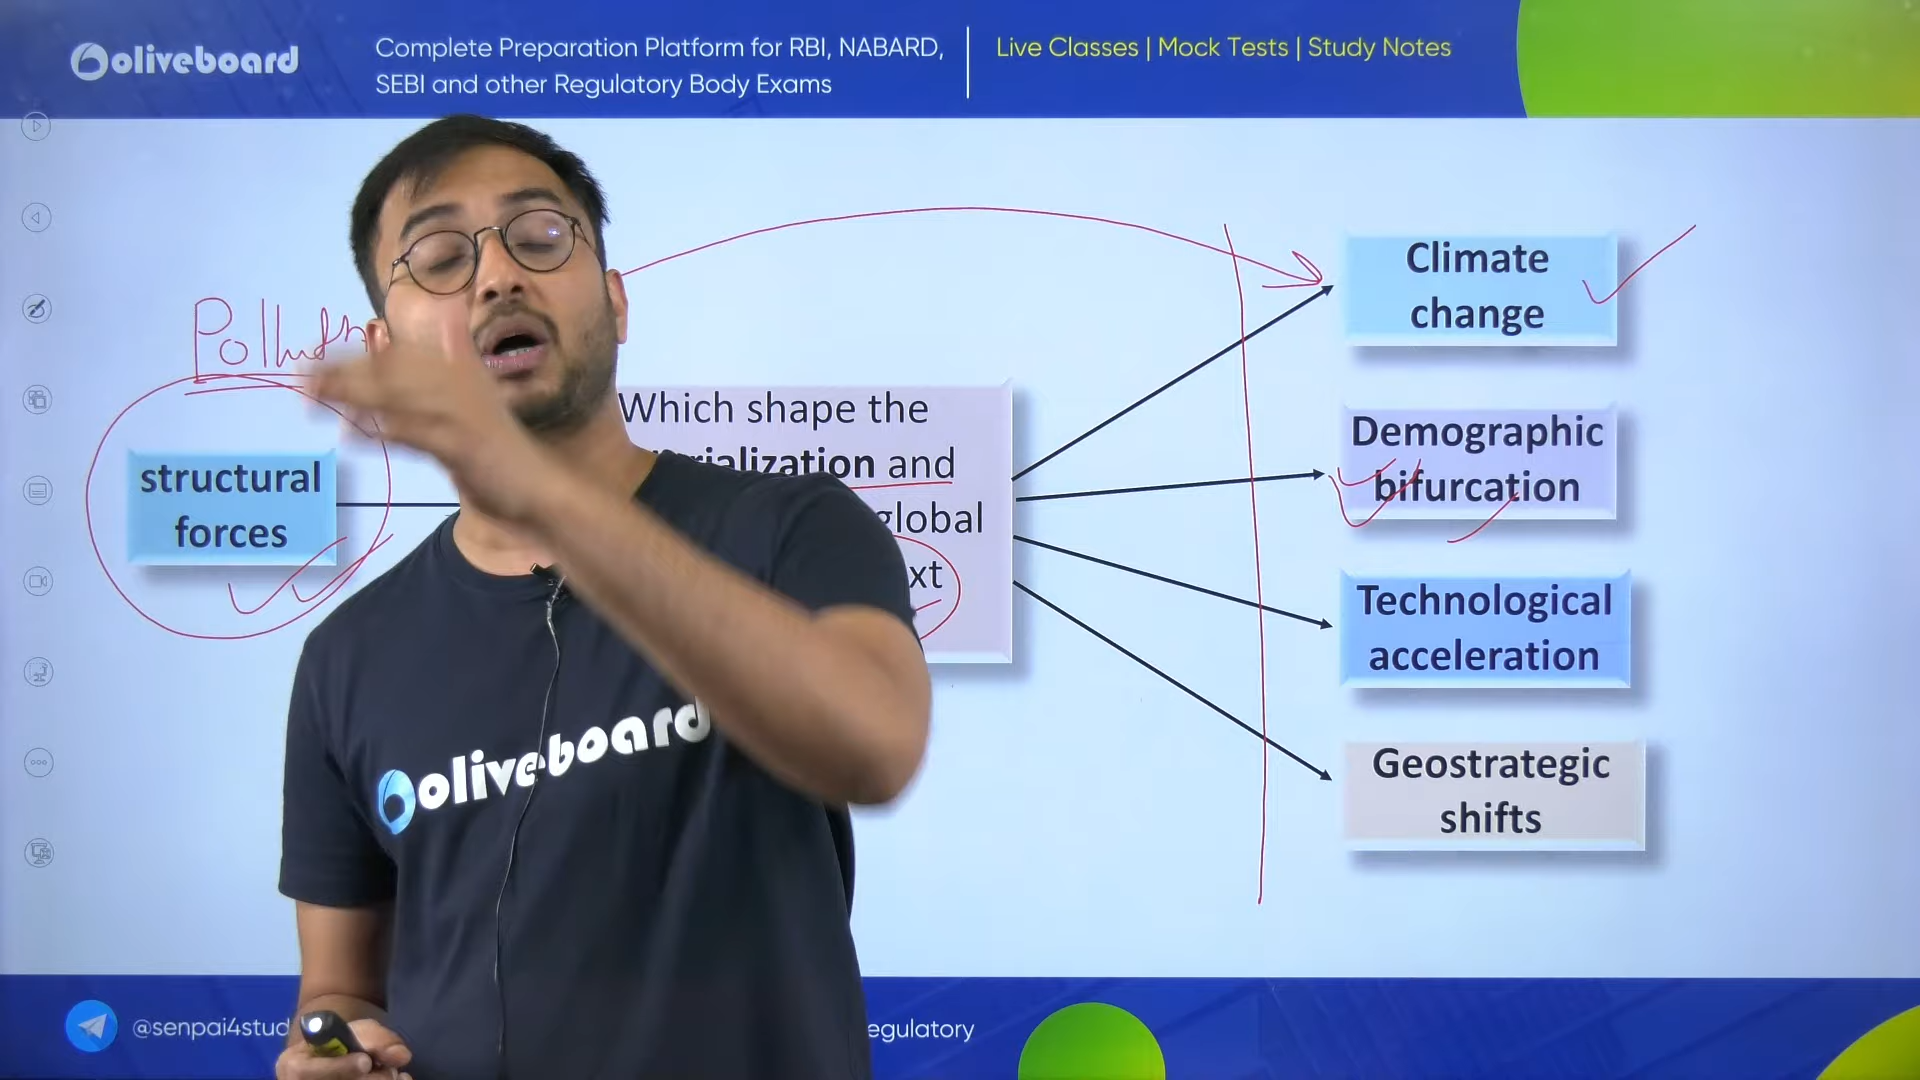 oliveboard
Complete Preparation Platform for RBI, NABARD,
SEBI and other Regulatory Body Exams
Live Classes | Mock Tests | Study Notes
structural
forces
Which shape the
and
global
Climate
change
Demographic
bifurcation
Technological
acceleration
Geostrategic
shifts
oliveboard
@senpai4stud
egulatory